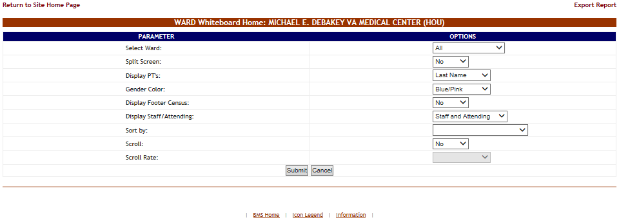 Return to Site Home Page Export Report
WARD Whiteboard Home: MICHAEL E. DEBAKEY VA MEDICAL CENTER (HOU)
PARAMETER OPTIONS
Select Ward: All
Split Screen: No
Display PT's: Last Name
Gender Color: Blue/Pink
Display Footer Census: No
Display Staff/Attending: Staff and Attending
Sort by:
Scroll: No
Scroll Rate:
Submit Cancel
| BMS Home | Icon Legend | Information |